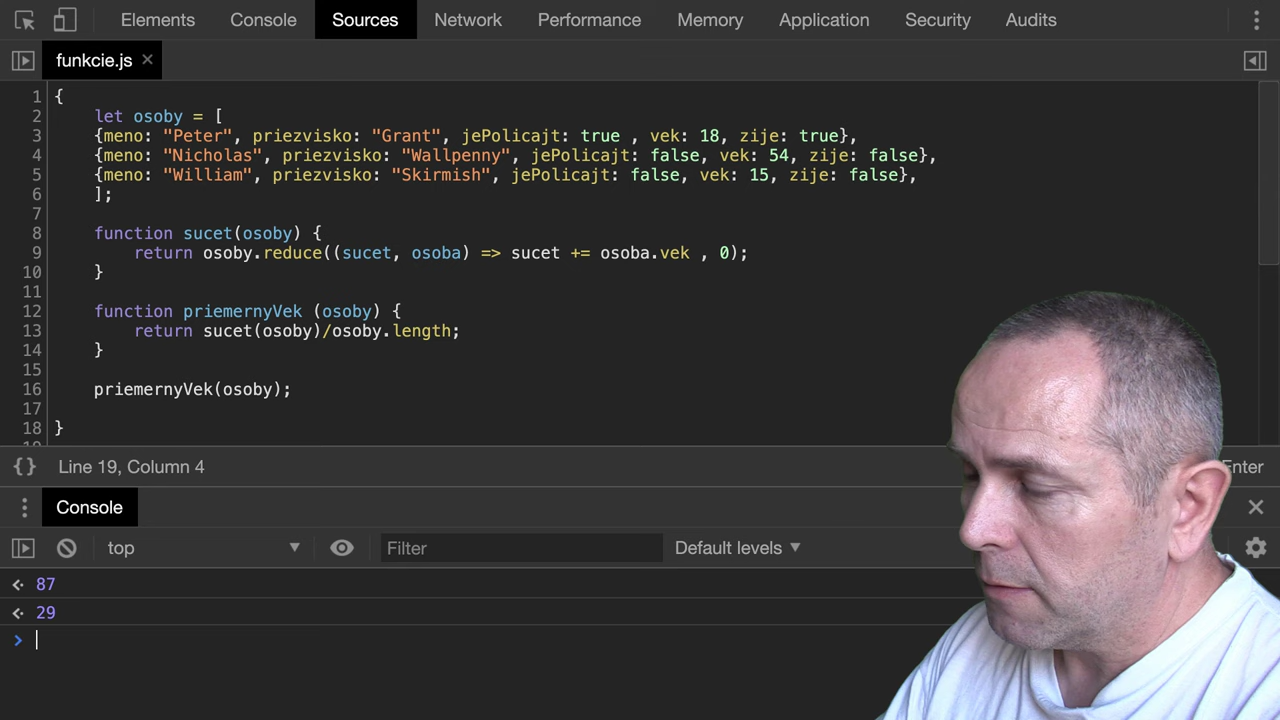 Elements Console Sources Network Performance Memory Application Security Audits
funkcie.js ×
1 {
2 let osoby = [
3 {meno: "Peter", priezvisko: "Grant", jePolicajt: true , vek: 18, zije: true},
4 {meno: "Nicholas", priezvisko: "Wallpenny", jePolicajt: false, vek: 54, zije: false},
5 {meno: "William", priezvisko: "Skirmish", jePolicajt: false, vek: 15, zije: false},
6 ];
7
8 function sucet(osoby) {
9 return osoby.reduce((sucet, osoba) => sucet += osoba.vek , 0);
10 }
11
12 function priemernyVek (osoby) {
13 return sucet(osoby)/osoby.length;
14 }
15
16 priemernyVek(osoby);
17
18 }
{} Line 19, Column 4 Enter
Console
top Filter Default levels
87
29
>